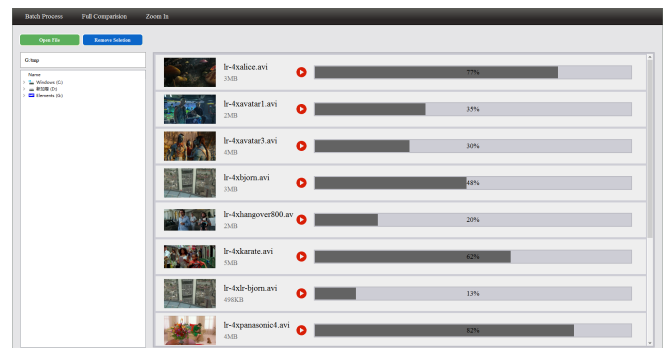 Batch Process Full Comparision Zoom In
Open File Remove Seletion
G:\tmp
Name
Windows (C:)
新加卷 (D:)
Elements (G:)
lr-4xalice.avi
3MB
77%
lr-4xavatar1.avi
2MB
35%
lr-4xavatar3.avi
4MB
30%
lr-4xbjorn.avi
3MB
48%
lr-4xhangover800.av
2MB
20%
lr-4xkarate.avi
5MB
62%
lr-4xlr-bjorn.avi
498KB
13%
lr-4xpanasonic4.avi
4MB
82%